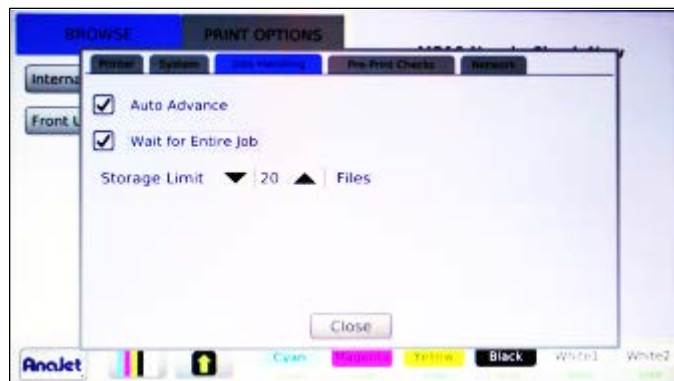 BROWSE PRINT OPTIONS
Printer System Jobs Handling Pre-Print Checks Network
Interna
Auto Advance
Front U
Wait for Entire Job
Storage Limit 20 Files
Close
AnaJet Cyan Magenta Yellow Black White1 White2